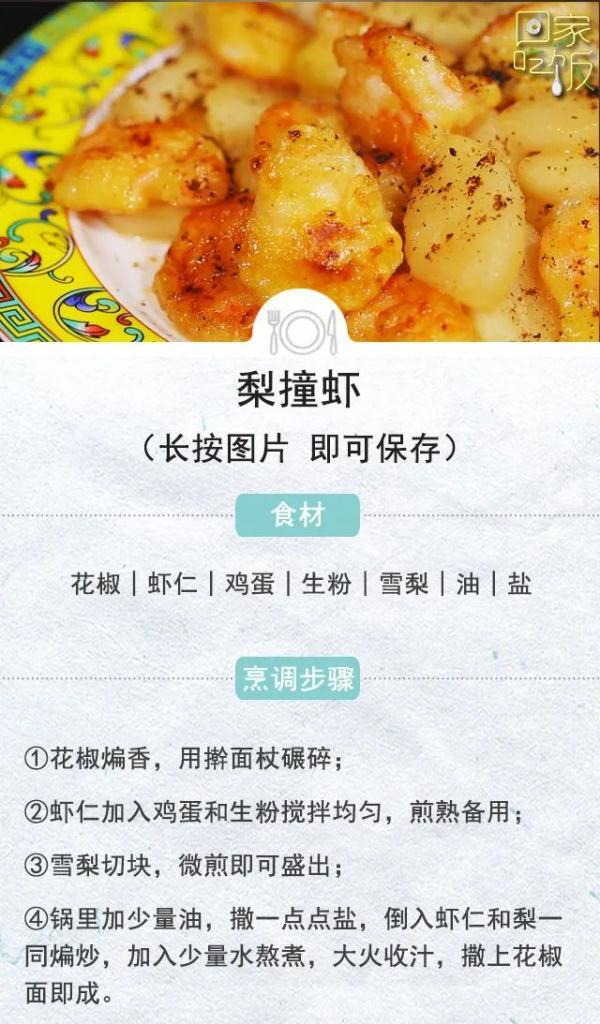 回家
吃饭
梨撞虾
（长按图片 即可保存）
食材
花椒｜虾仁｜鸡蛋｜生粉｜雪梨｜油｜盐
烹调步骤
①花椒煸香，用擀面杖碾碎；
②虾仁加入鸡蛋和生粉搅拌均匀，煎熟备用；
③雪梨切块，微煎即可盛出；
④锅里加少量油，撒一点点盐，倒入虾仁和梨一
同煸炒，加入少量水熬煮，大火收汁，撒上花椒
面即成。